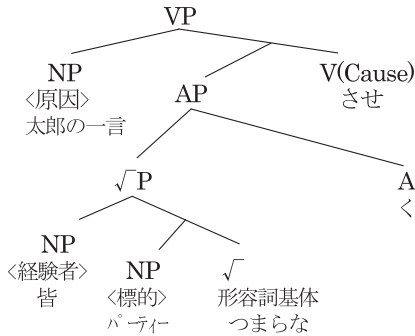 VP
NP
<原因>
太郎の一言
AP
V(Cause)
させ
√P
A
く
NP
<経験者>
皆
NP
<標的>
パーティー
√
形容詞基体
つまらな